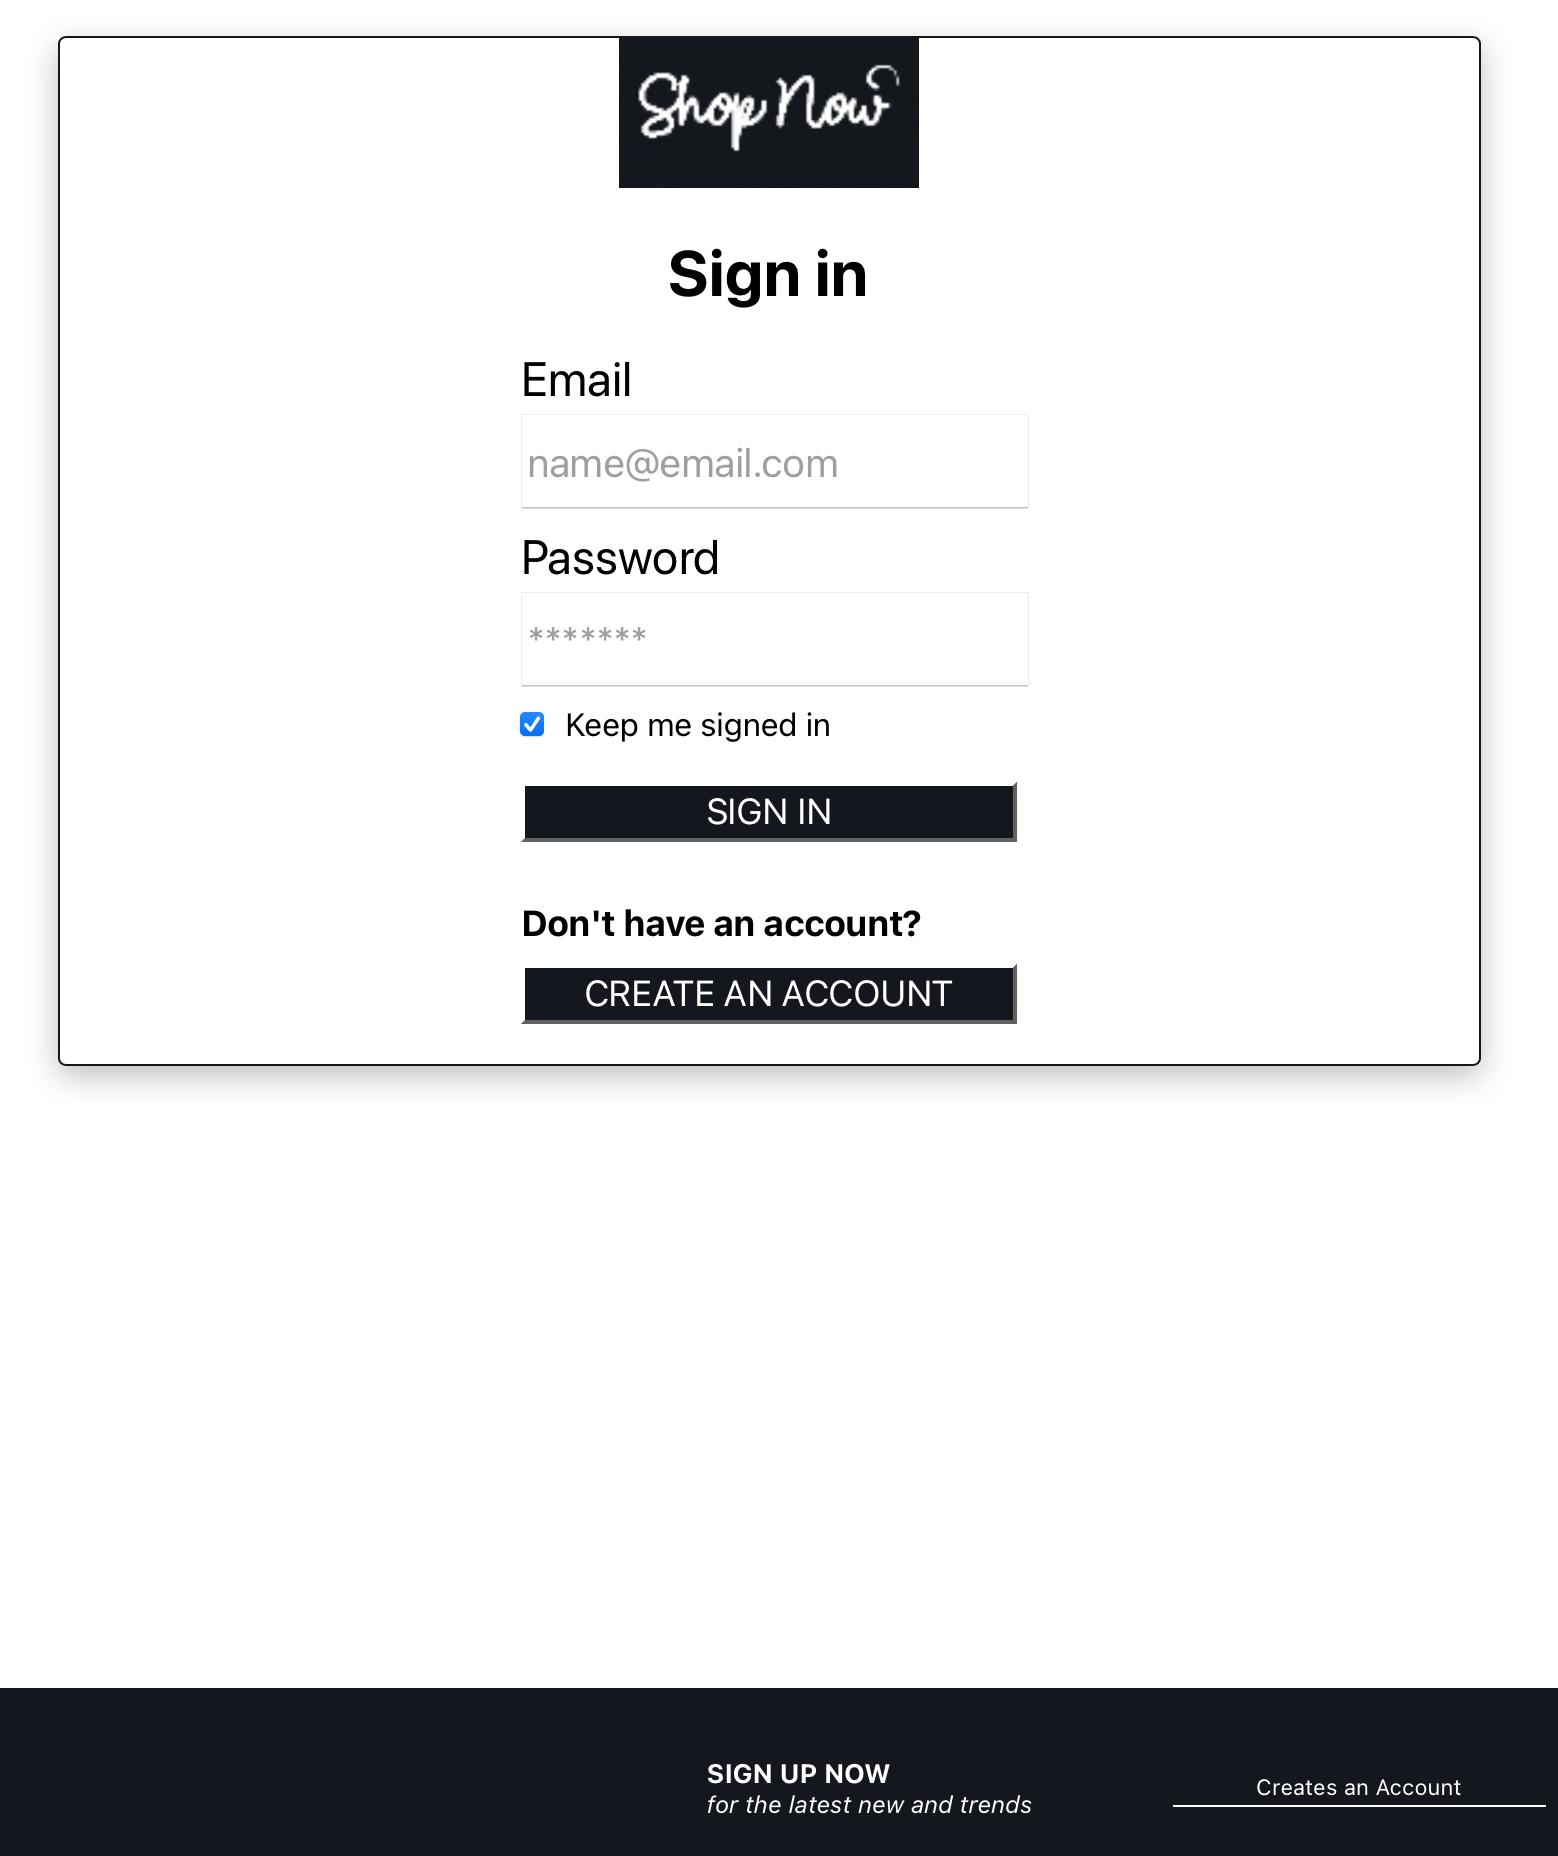 Shop Now
Sign in
Email
name@email.com
Password
*******
Keep me signed in
SIGN IN
Don't have an account?
CREATE AN ACCOUNT
SIGN UP NOW
for the latest new and trends
Creates an Account